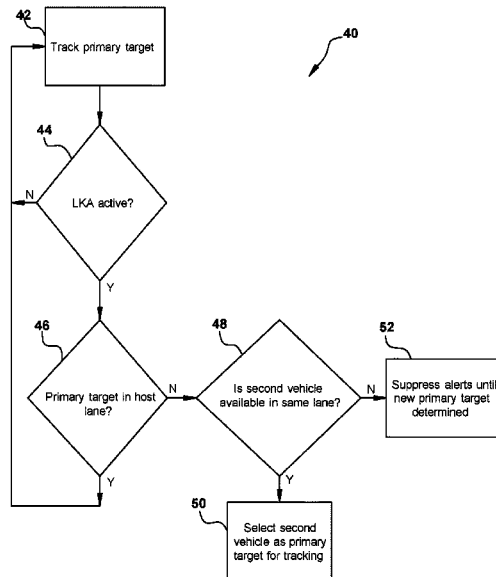 42
Track primary target
40
44
LKA active?
N
Y
46
Primary target in host
lane?
N
Y
48
Is second vehicle
available in same lane?
N
Y
52
Suppress alerts until
new primary target
determined
50
Select second
vehicle as primary
target for tracking